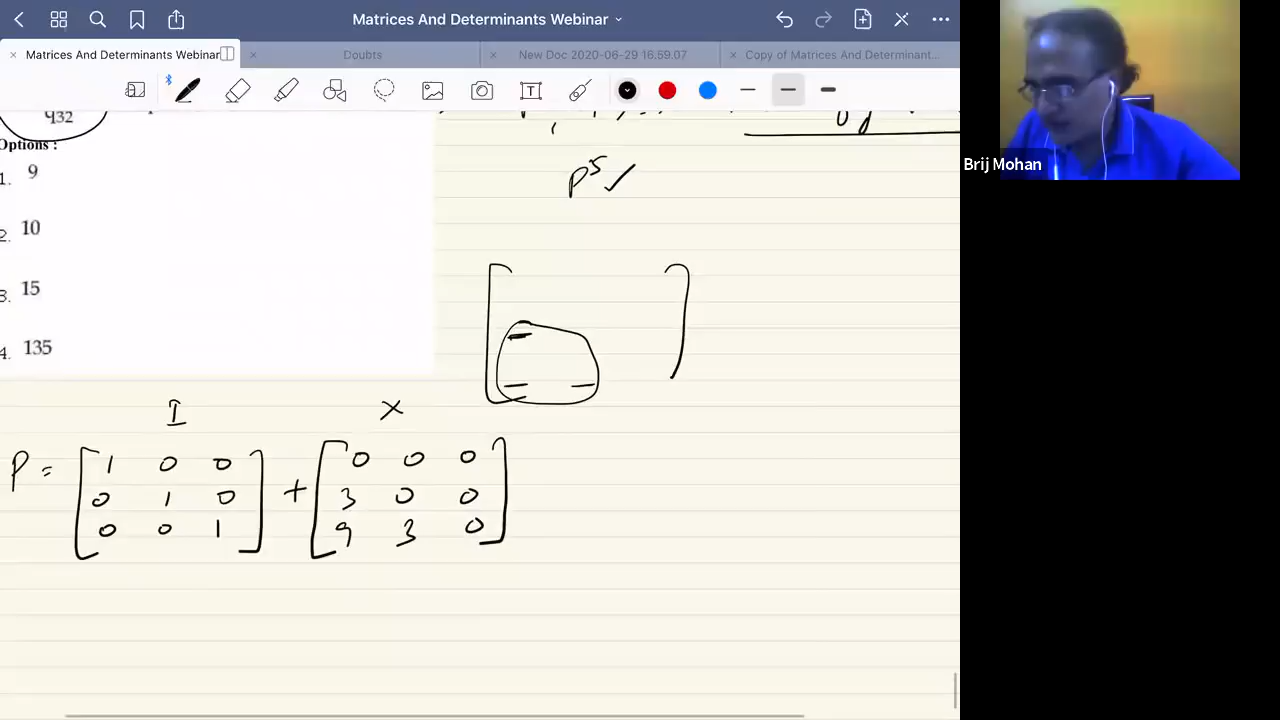 Matrices And Determinants Webinar
Matrices And Determinants Webinar
Doubts
New Doc 2020-06-29 16.59.07
Copy of Matrices And Determinant...
T
Brij Mohan
q32
Options :
1. 9
2. 10
3. 15
4. 135
P5 ✓
I X
P = [ 1 0 0 ] + [ 0 0 0 ]
0 1 0 3 0 0
0 0 1 9 3 0